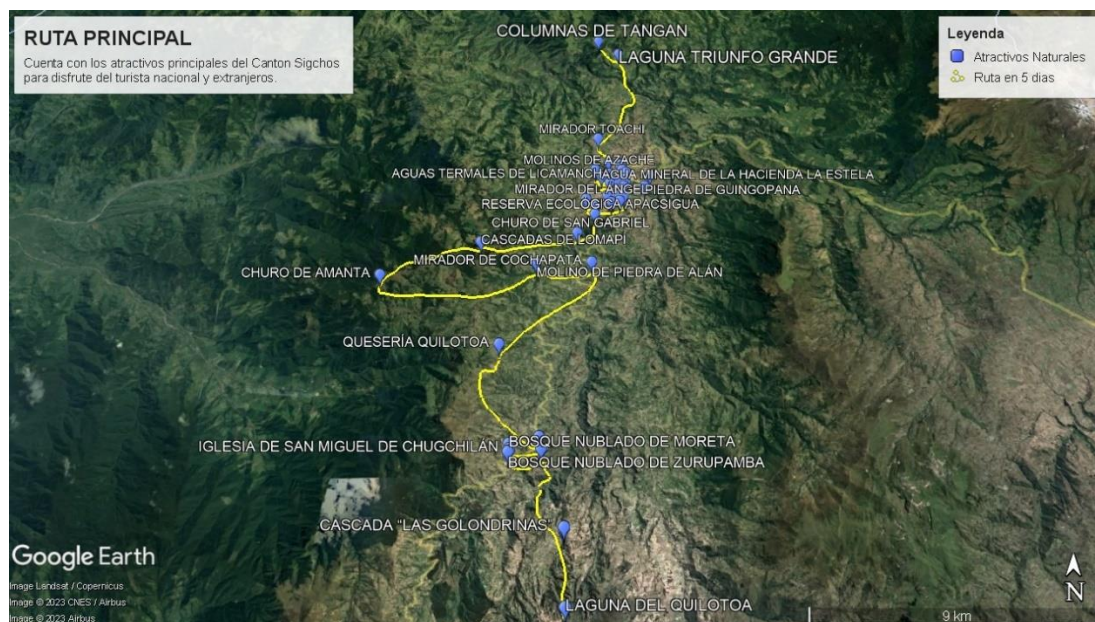 RUTA PRINCIPAL
Cuenta con los atractivos principales del Canton Sigchos
para disfrute del turista nacional y extranjeros.
Leyenda
Atractivos Naturales
Ruta en 5 dias
COLUMNAS DE TANGAN
LAGUNA TRIUNFO GRANDE
MIRADOR TOACHI
MOLINOS DE AZACHE
AGUAS TERMALES DE LICAMANCHAGUA MINERAL DE LA HACIENDA LA ESTELA
MIRADOR DEL ANGELPIEDRA DE GUINGOPANA
RESERVA ECOLÓGICA APACSIGUA
CHURO DE SAN GABRIEL
CASCADAS DE LOMAPI
MIRADOR DE COCHAPATA
CHURO DE AMANTA
MOLINO DE PIEDRA DE ALÁN
QUESERÍA QUILOTOA
IGLESIA DE SAN MIGUEL DE CHUGCHILÁN
BOSQUE NUBLADO DE MORETA
BOSQUE NUBLADO DE ZURUPAMBA
CASCADA "LAS GOLONDRINAS"
LAGUNA DEL QUILOTOA
Google Earth
Image Landsat / Copernicus
Image © 2023 CNES / Airbus
Image © 2023 Airbus
N
9 km